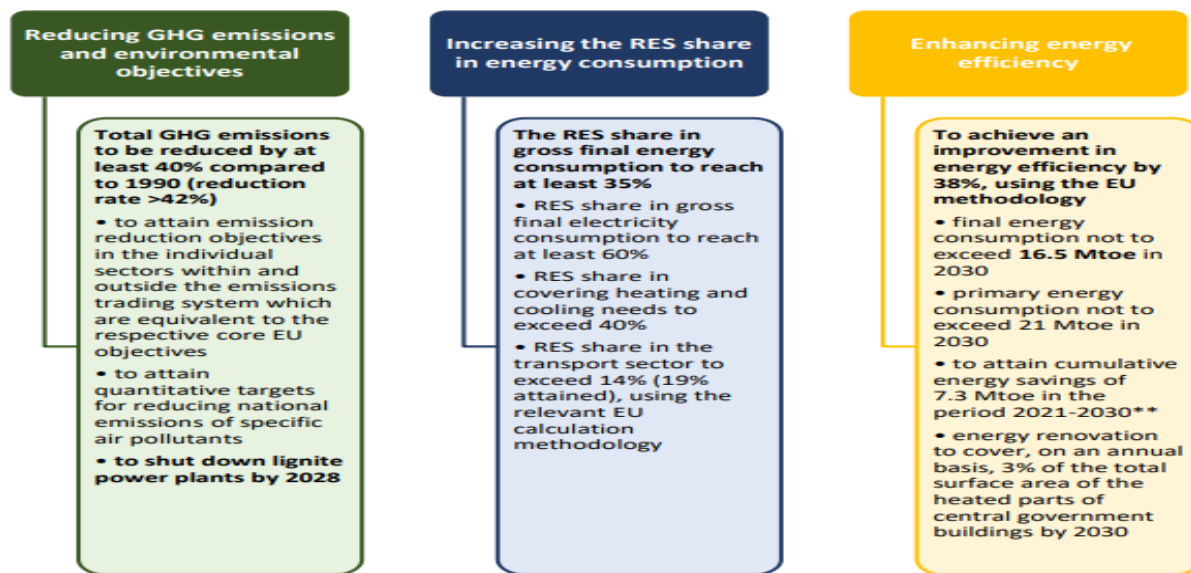 Reducing GHG emissions
and environmental
objectives
Total GHG emissions
to be reduced by at
least 40% compared
to 1990 (reduction
rate >42%)
• to attain emission
reduction objectives
in the individual
sectors within and
outside the emissions
trading system which
are equivalent to the
respective core EU
objectives
• to attain
quantitative targets
for reducing national
emissions of specific
air pollutants
• to shut down lignite
power plants by 2028
Increasing the RES share
in energy consumption
The RES share in
gross final energy
consumption to reach
at least 35%
• RES share in gross
final electricity
consumption to reach
at least 60%
• RES share in
covering heating and
cooling needs to
exceed 40%
• RES share in the
transport sector to
exceed 14% (19%
attained), using the
relevant EU
calculation
methodology
Enhancing energy
efficiency
To achieve an
improvement in
energy efficiency by
38%, using the EU
methodology
• final energy
consumption not to
exceed 16.5 Mtoe in
2030
• primary energy
consumption not to
exceed 21 Mtoe in
2030
• to attain cumulative
energy savings of
7.3 Mtoe in the
period 2021-2030**
• energy renovation
to cover, on an annual
basis, 3% of the total
surface area of the
heated parts of
central government
buildings by 2030